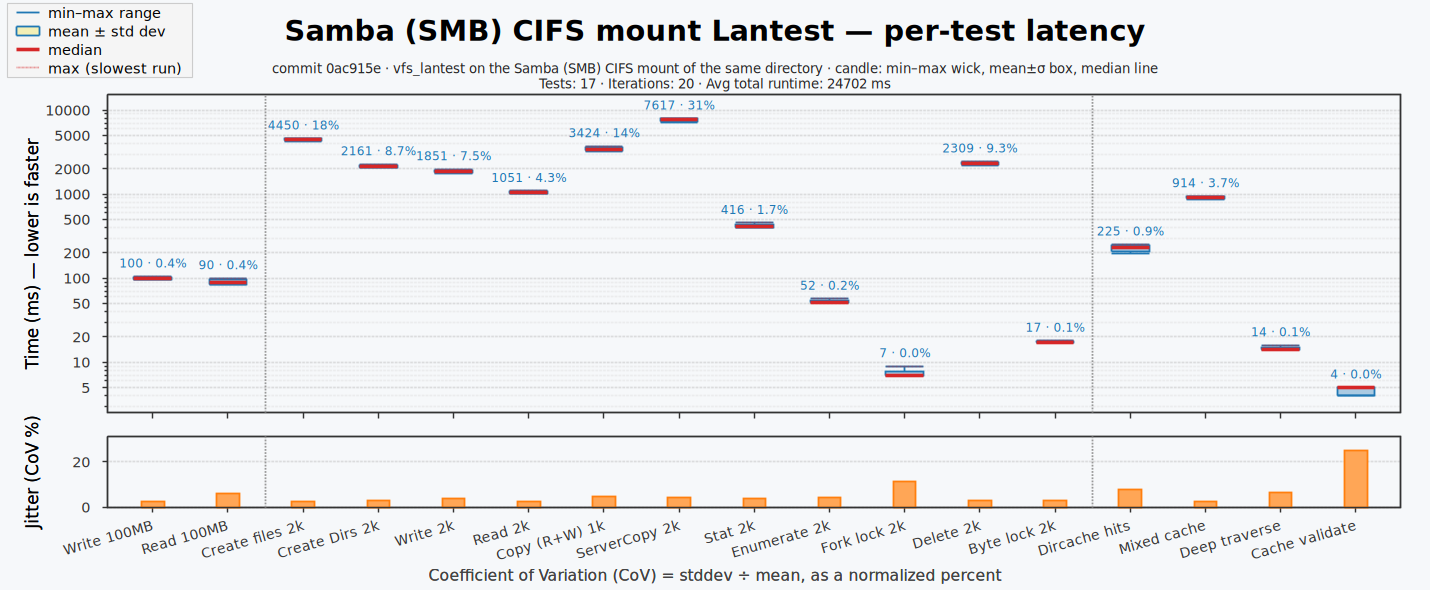 min–max range
mean ± std dev
median
max (slowest run)
Samba (SMB) CIFS mount Lantest — per-test latency
commit 0ac915e · vfs_lantest on the Samba (SMB) CIFS mount of the same directory · candle: min–max wick, mean±σ box, median line
Tests: 17 · Iterations: 20 · Avg total runtime: 24702 ms
Time (ms) — lower is faster
10000
5000
2000
1000
500
200
100
50
20
10
5
100 · 0.4%
90 · 0.4%
4450 · 18%
2161 · 8.7%
1851 · 7.5%
1051 · 4.3%
3424 · 14%
7617 · 31%
416 · 1.7%
52 · 0.2%
7 · 0.0%
2309 · 9.3%
17 · 0.1%
225 · 0.9%
914 · 3.7%
14 · 0.1%
4 · 0.0%
Jitter (CoV %)
20
0
Write 100MB
Read 100MB
Create files 2k
Create Dirs 2k
Write 2k
Read 2k
Copy (R+W) 1k
ServerCopy 2k
Stat 2k
Enumerate 2k
Fork lock 2k
Delete 2k
Byte lock 2k
Dircache hits
Mixed cache
Deep traverse
Cache validate
Coefficient of Variation (CoV) = stddev ÷ mean, as a normalized percent